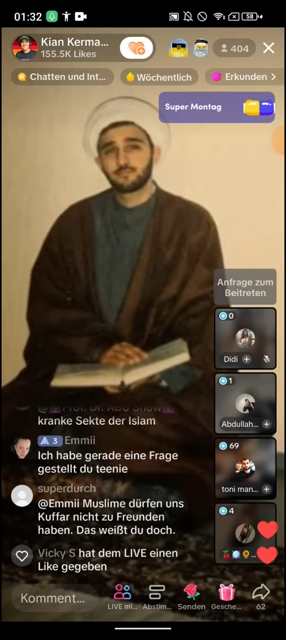 01:32
58
Kian Kerma...
155.5K Likes
404
Chatten und Int...
Wöchentlich
Erkunden
Super Montag
Anfrage zum
Beitreten
0
Didi
1
Abdullah...
69
toni man...
4
kranke Sekte der Islam
3 Emmii
Ich habe gerade eine Frage
gestellt du teenie
superdurch
@Emmii Muslime dürfen uns
Kuffar nicht zu Freunden
haben. Das weißt du doch.
Vicky S hat dem LIVE einen
Like gegeben
Komment...
LIVE mi...
Abstim...
Senden
Gesche...
62